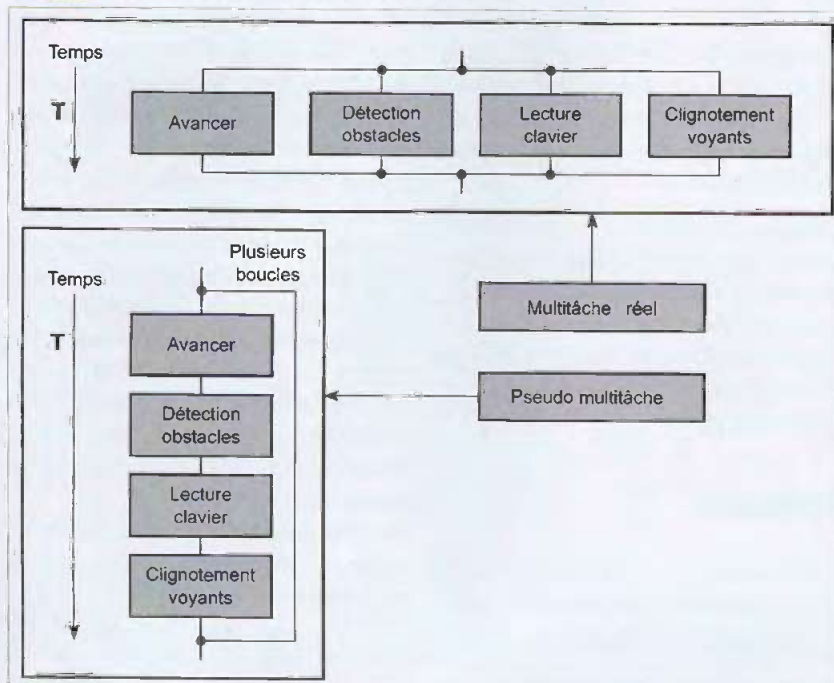 Temps
T
Avancer
Détection
obstacles
Lecture
clavier
Clignotement
voyants
Plusieurs
boucles
Temps
T
Avancer
Détection
obstacles
Lecture
clavier
Clignotement
voyants
Multitâche réel
Pseudo multitâche